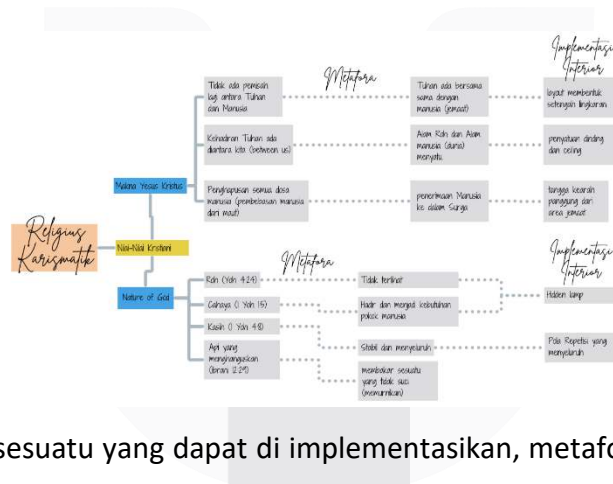 Implementasi
Interior
Metafora
Tidak ada pemisah
lagi antara Tuhan
dan Manusia
Tuhan ada bersama
sama dengan
manusia (jemaat)
layout membentuk
setengah lingkaran
Kehadiran Tuhan ada
diantara kita (between us)
Alam Roh dan Alam
manusia (dunia)
menyatu
penyatuan dinding
dan ceiling
Makna Yesus Kristus
Penghapusan semua dosa
manusia (pembebasan manusia
dari maut)
penerimaan Manusia
ke dalam Surga
tangga kearah
panggung dari
area jemaat
Religius
Karismatik
Nilai-Nilai Kristiani
Implementasi
Interior
Metafora
Nature of God
Roh (Yoh 4:24)
Tidak terlihat
Hidden lamp
Cahaya (1 Yoh 1:5)
Hadir dan menjadi kebutuhan
pokok manusia
Kasih (1 Yoh 4:8)
Stabil dan menyeluruh
Pola Repetisi yang
menyeluruh
Api yang
menghanguskan
(Ibrani 12:29)
membakar sesuatu
yang tidak suci
(memurnikan)
sesuatu yang dapat di implementasikan, metafo